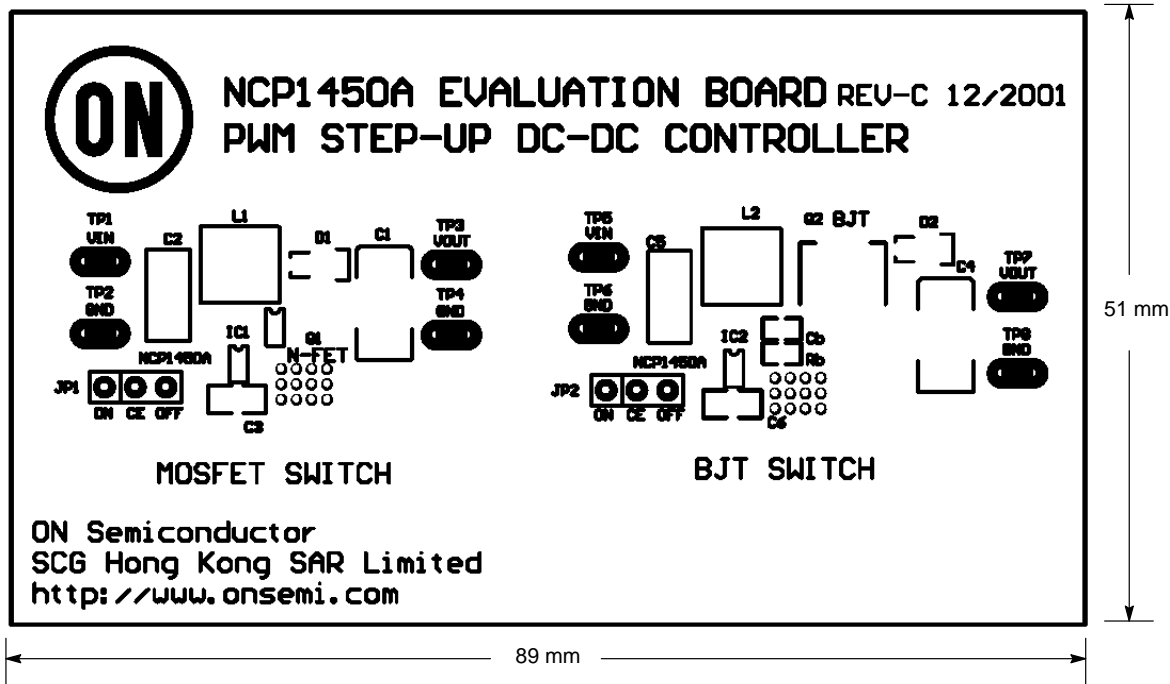 ON
NCP1450A EVALUATION BOARD REV-C 12/2001
PWM STEP-UP DC-DC CONTROLLER
TP1
VIN
TP2
GND
C2
L1
D1
C1
TP3
VOUT
TP4
GND
IC1
Q1
N-FET
NCP1450A
JP1
ON CE OFF
C3
MOSFET SWITCH
TP5
VIN
TP6
GND
C5
L2
Q2 BJT
D2
C4
TP7
VOUT
TP8
GND
IC2
Cb
Rb
NCP1450A
JP2
ON CE OFF
C6
BJT SWITCH
ON Semiconductor
SCG Hong Kong SAR Limited
http://www.onsemi.com
51 mm
89 mm